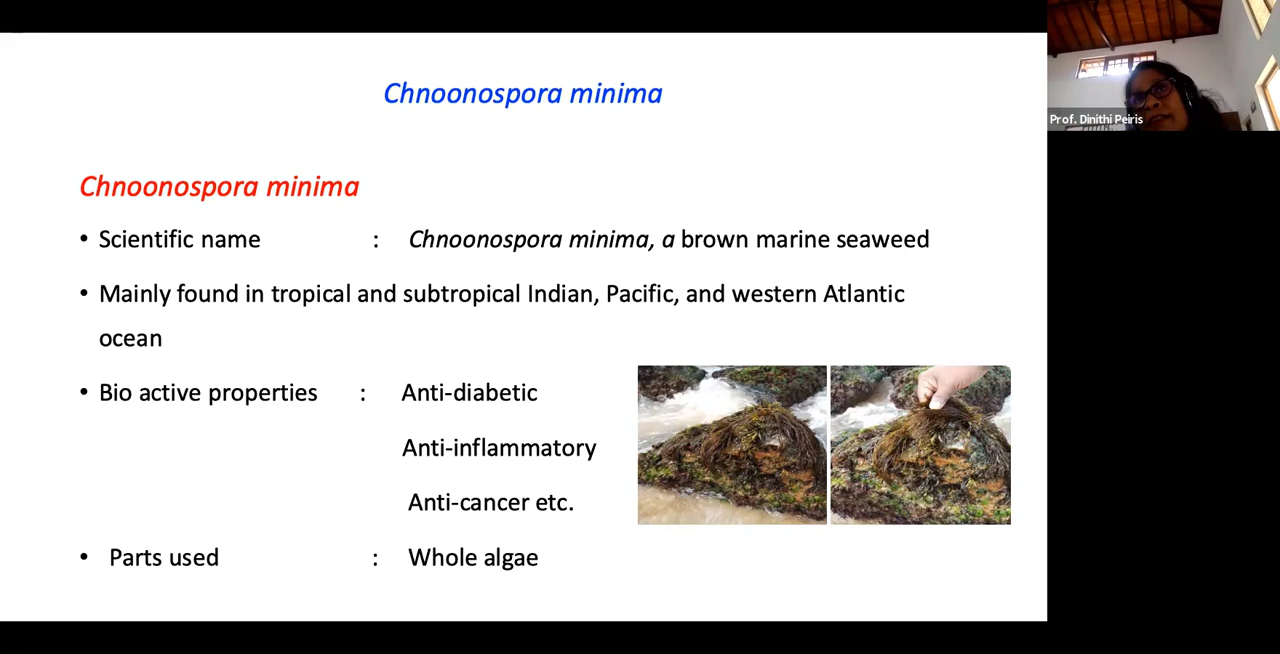 Chnoonospora minima
Prof. Dinithi Peiris
Chnoonospora minima
• Scientific name : Chnoonospora minima, a brown marine seaweed
• Mainly found in tropical and subtropical Indian, Pacific, and western Atlantic
ocean
• Bio active properties : Anti-diabetic
Anti-inflammatory
Anti-cancer etc.
• Parts used : Whole algae